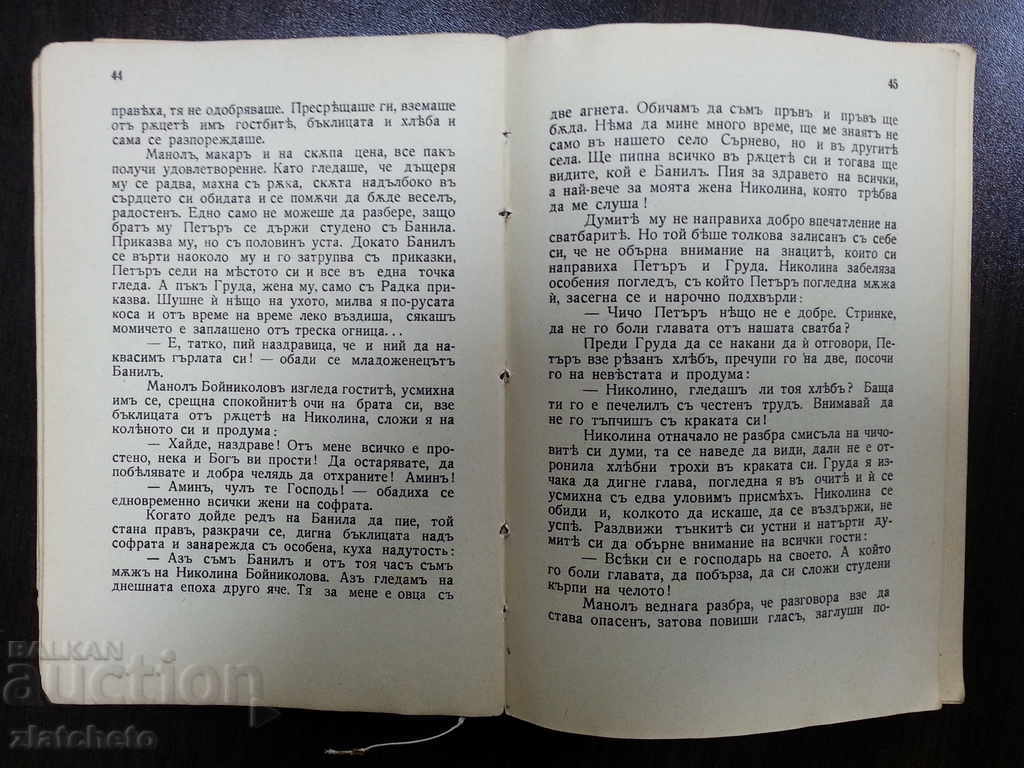 44
правѣха, тя не одобряваше. Пресрѣщаше ги, вземаше
отъ рѫцетѣ имъ гостбитѣ, бъклицата и хлѣба и
сама се разпореждаше.
Манолъ, макаръ и на скѫпа цена, все пакъ
получи удовлетворение. Като гледаше, че дъщеря
му се радва, махна съ рѫка, скѫта надълбоко въ
сърдцето си обидата и се помѫчи да бѫде веселъ,
радостенъ. Едно само не можеше да разбере, защо
братъ му Петъръ се държи студено съ Банила.
Приказва му, но съ половинъ уста. Докато Банилъ
се върти наоколо му и го затрупва съ приказки,
Петъръ седи на мѣстото си и все въ една точка
гледа. А пъкъ Груда, жена му, само съ Радка при-
казва. Шушне ѝ нѣщо на ухото, милва я по-русата
коса и отъ време на време леко въздиша, сякашъ
момичето е заплашено отъ треска огница...
— Е, татко, пий наздравица, че и ний да на-
квасимъ гърлата си! — обади се младоженецътъ
Банилъ.
Манолъ Бойниколовъ изгледа гоститѣ, усмихна
имъ се, срещна спокойнитѣ очи на брата си, взе
бъклицата отъ рѫцетѣ на Николина, сложи я на
колѣното си и продума:
— Хайде, наздраве! Отъ мене всичко е про-
стено, нека и Богъ ви прости! Да остарявате, да
побѣлявате и добра челядь да отхраните! Аминъ!
— Аминъ, чулъ те Господь! — обадиха се
едновременно всички жени на софрата.
Когато дойде редъ на Банила да пие, той
стана правъ, разкрачи се, дигна бъклицата надъ
софрата и занарежда съ особена, куха надутость:
— Азъ съмъ Банилъ и отъ тоя часъ съмъ
мѫжъ на Николина Бойниколова. Азъ гледамъ на
днешната епоха друго яче. Тя за мене е овца съ
45
две агнета. Обичамъ да съмъ пръвъ и пръвъ ще
бѫда. Нѣма да мине много време, ще ме знаятъ не
само въ нашето село Сърнево, но и въ другитѣ
села. Ще пипна всичко въ рѫцетѣ си и тогава ще
видите, кой е Банилъ. Пия за здравето на всички,
а най-вече за моята жена Николина, която трѣбва
да ме слуша!
Думитѣ му не направиха добро впечатление на
сватбаритѣ. Но той бѣше толкова залисанъ съ себе
си, че не обърна внимание на знацитѣ, които си
направиха Петъръ и Груда. Николина забеляза
особения погледъ, съ който Петъръ погледна мѫжа
ѝ, засегна се и нарочно подхвърли:
— Чичо Петъръ нѣщо не е добре. Стринке,
да не го боли главата отъ нашата сватба?
Преди Груда да се накани да ѝ отговори, Пе-
търъ взе рѣзанъ хлѣбъ, пречупи го на две, посочи
го на невѣстата и продума:
— Николино, гледашъ ли тоя хлѣбъ? Баща
ти го е печелилъ съ честенъ трудъ. Внимавай да
не го тъпчишъ съ краката си!
Николина отначало не разбра смисъла на чичо-
витѣ си думи, та се наведе да види, дали не е от-
ронила хлѣбни трохи въ краката си. Груда я из-
чака да дигне глава, погледна я въ очитѣ и ѝ се
усмихна съ едва уловимъ присмѣхъ. Николина се
обиди и, колкото да искаше, да се въздържи, не
успѣ. Раздвижи тънкитѣ си устни и натърти ду-
митѣ си да обърне внимание на всички гости:
— Всѣки си е господарь на своето. А който
го боли главата, да побърза, да си сложи студени
кърпи на челото!
Манолъ веднага разбра, че разговора взе да
става опасенъ, затова повиши гласъ, заглуши по-
BALKAN
auction
zlatcheto